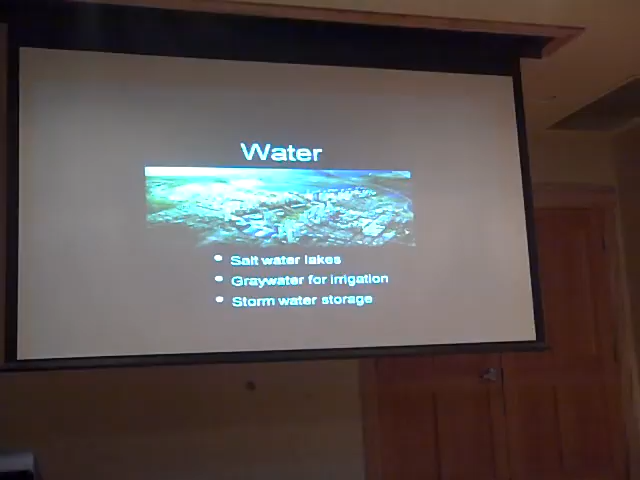 Water
• Salt water lakes
• Graywater for irrigation
• Storm water storage